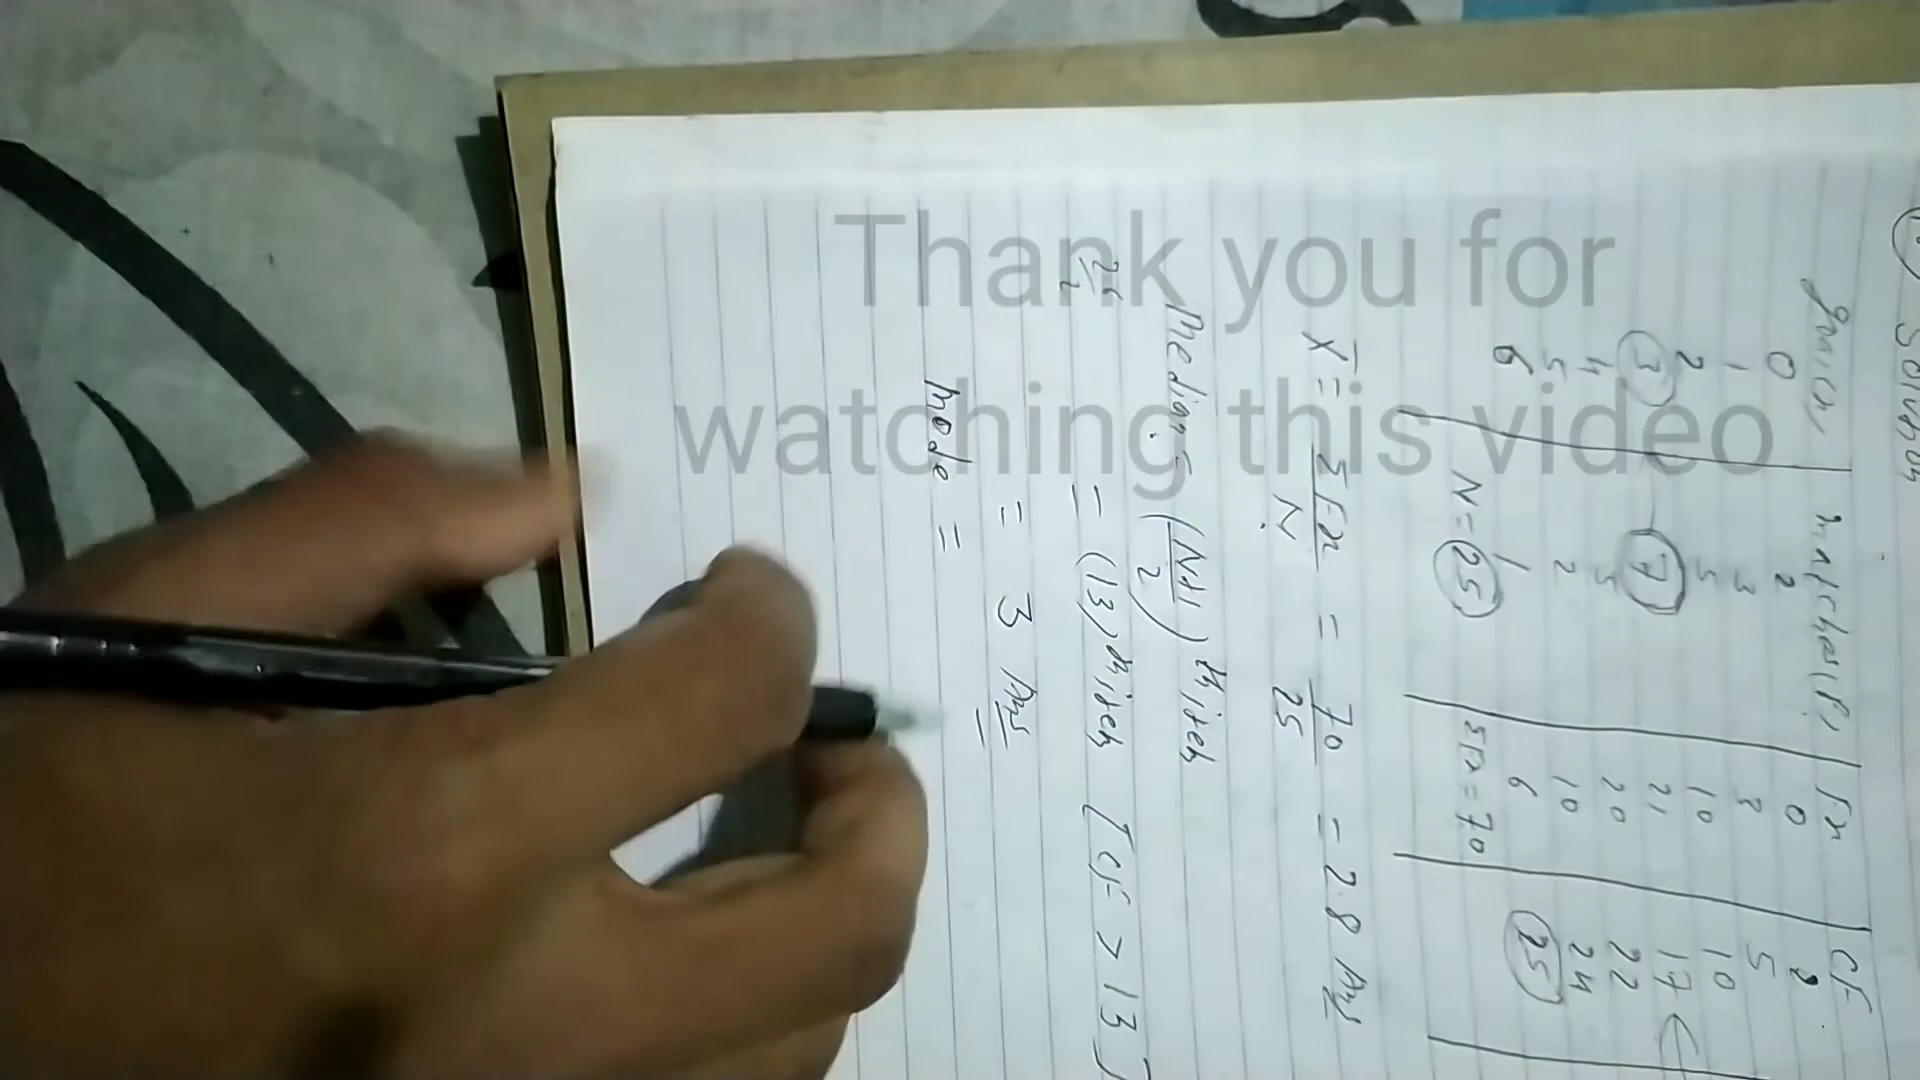 Thank you for
watching this video
Solution
goals(x) matches(f) fx CF
0 2 0 2
1 3 3 5
2 5 10 10
3 7 21 17 <
4 5 20 22
5 2 10 24
6 1 6 25
N = 25 Σfx = 70
X̄ = Σfx/N = 70/25 = 2.8 Ans
Median = (N+1/2)th item
= (13)th item [CF > 13]
= 3 Ans
Mode =